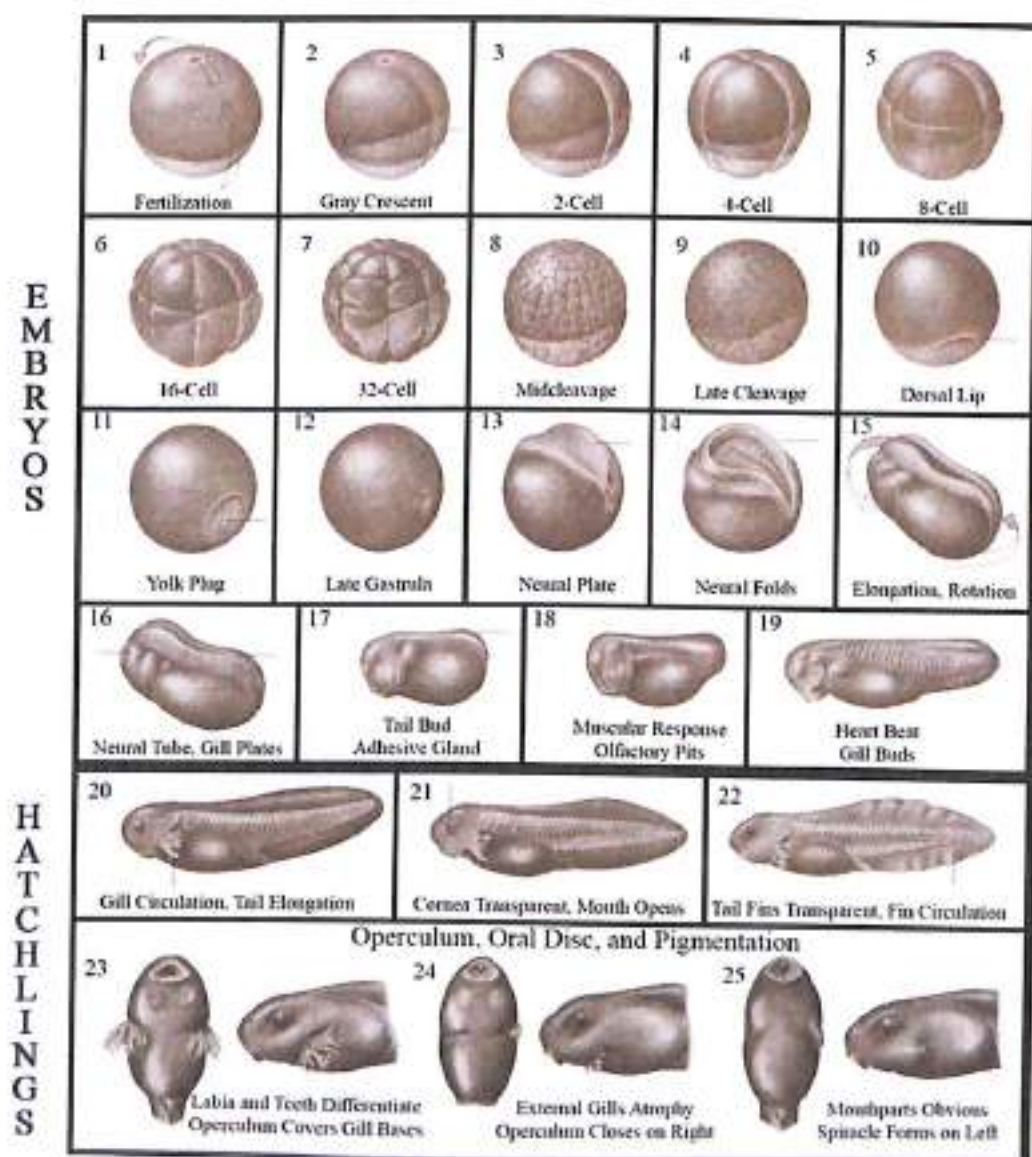 EMBRYOS
1
2
3
4
5
Fertilization
Gray Crescent
2-Cell
4-Cell
8-Cell
6
7
8
9
10
16-Cell
32-Cell
Midcleavage
Late Cleavage
Dorsal Lip
11
12
13
14
15
Yolk Plug
Late Gastrula
Neural Plate
Neural Folds
Elongation, Rotation
16
17
18
19
Neural Tube, Gill Plates
Tail Bud
Adhesive Gland
Muscular Response
Olfactory Pits
Heart Beat
Gill Buds
HATCHLINGS
20
21
22
Gill Circulation, Tail Elongation
Cornea Transparent, Mouth Opens
Tail Fins Transparent, Fin Circulation
Operculum, Oral Disc, and Pigmentation
23
24
25
Labia and Teeth Differentiate
Operculum Covers Gill Bases
External Gills Atrophy
Operculum Closes on Right
Mouthparts Obvious
Spiracle Forms on Left